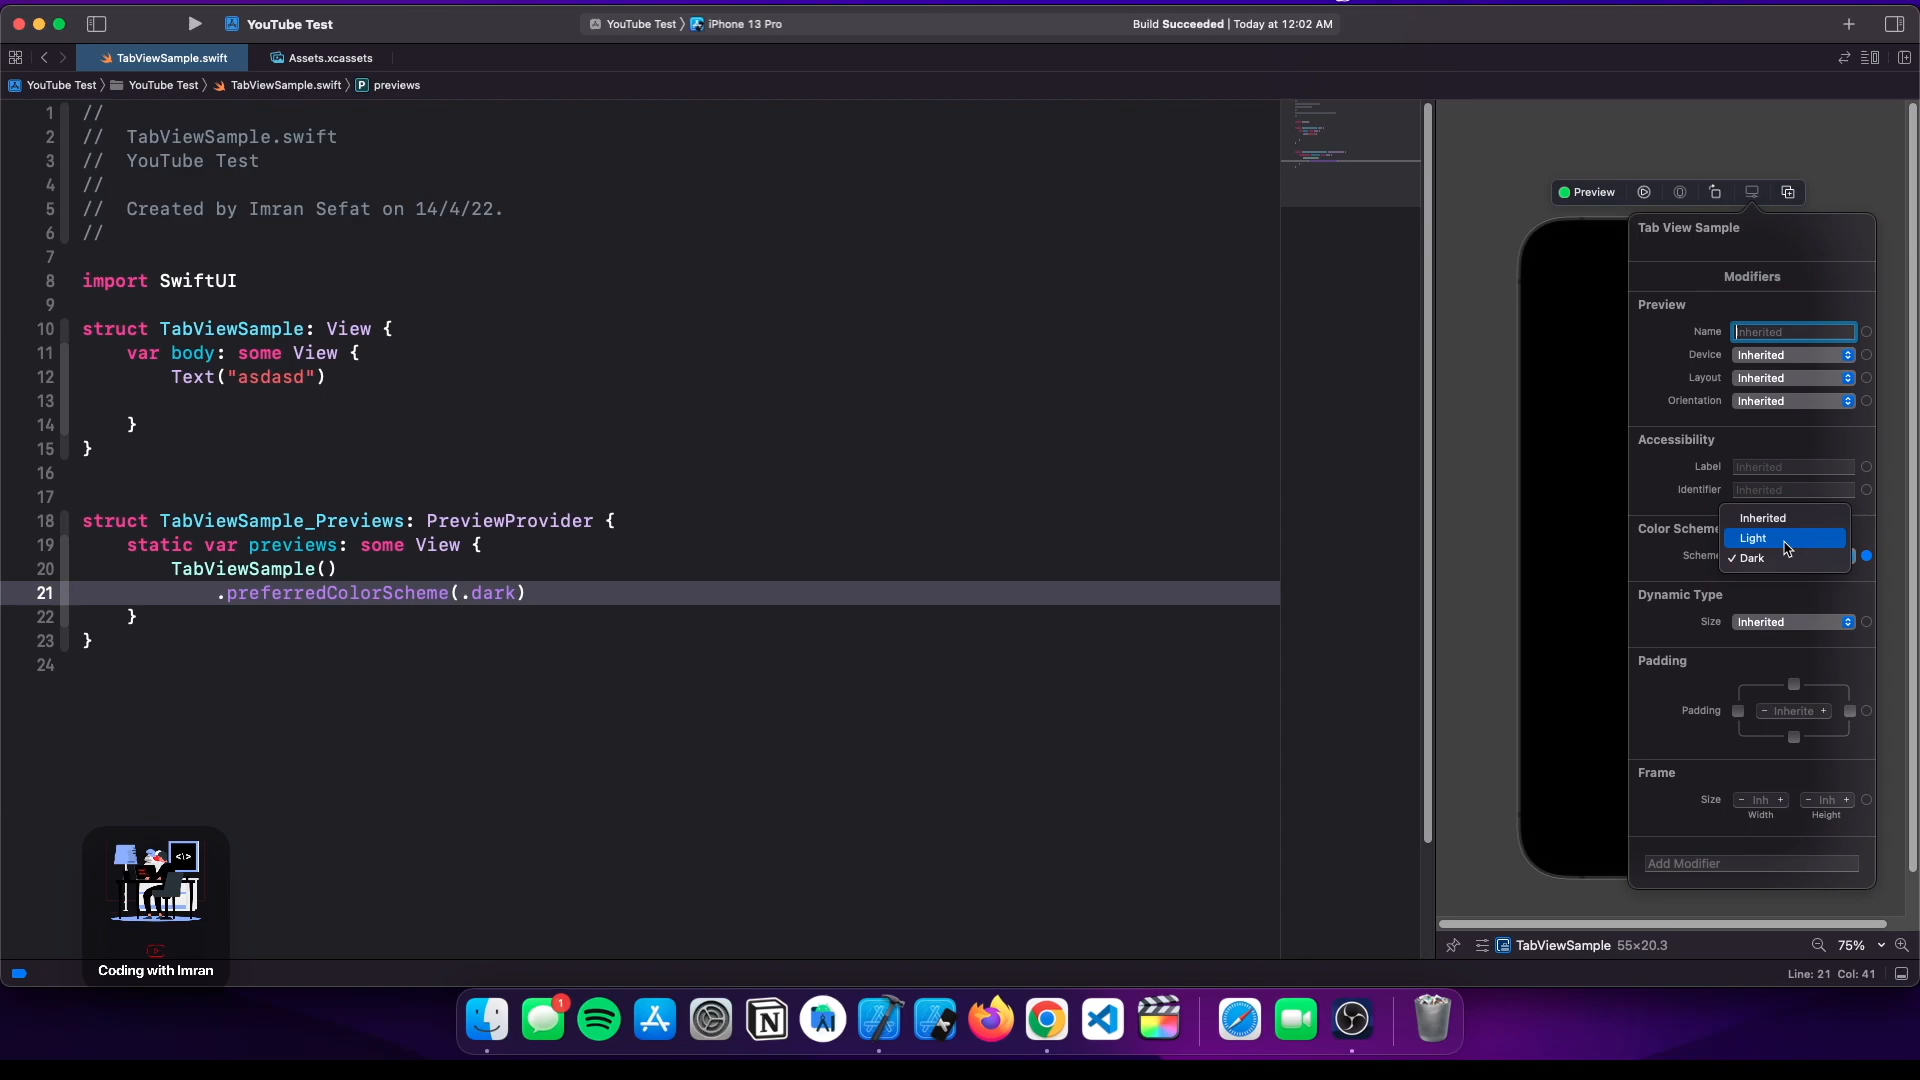 YouTube Test
YouTube Test
iPhone 13 Pro
Build Succeeded | Today at 12:02 AM
TabViewSample.swift
Assets.xcassets
YouTube Test
YouTube Test
TabViewSample.swift
P previews
1 //
2 // TabViewSample.swift
3 // YouTube Test
4 //
5 // Created by Imran Sefat on 14/4/22.
6 //
7
8 import SwiftUI
9
10 struct TabViewSample: View {
11 var body: some View {
12 Text("asdasd")
13
14 }
15 }
16
17
18 struct TabViewSample_Previews: PreviewProvider {
19 static var previews: some View {
20 TabViewSample()
21 .preferredColorScheme(.dark)
22 }
23 }
24
Preview
Tab View Sample
Modifiers
Preview
Name Inherited
Device Inherited
Layout Inherited
Orientation Inherited
Accessibility
Label Inherited
Identifier Inherited
Color Scheme
Scheme
Inherited
Light
✓ Dark
Dynamic Type
Size Inherited
Padding
Padding - Inherite +
Frame
Size - Inh + - Inh +
Width Height
Add Modifier
TabViewSample 55×20.3
75%
</>
Coding with Imran
Line: 21 Col: 41
1